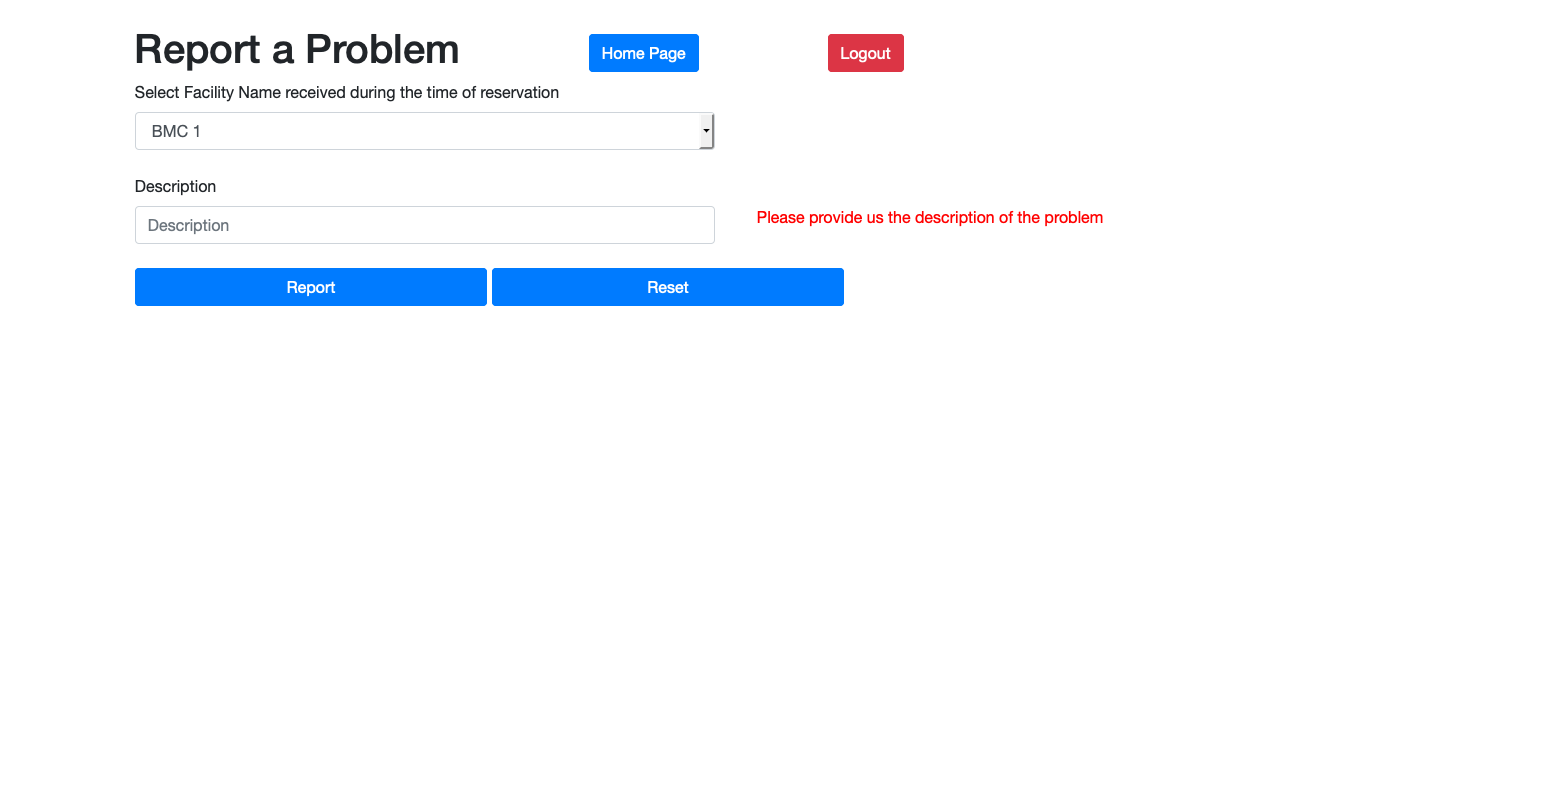 Report a Problem
Home Page
Logout
Select Facility Name received during the time of reservation
BMC 1
Description
Description
Please provide us the description of the problem
Report
Reset